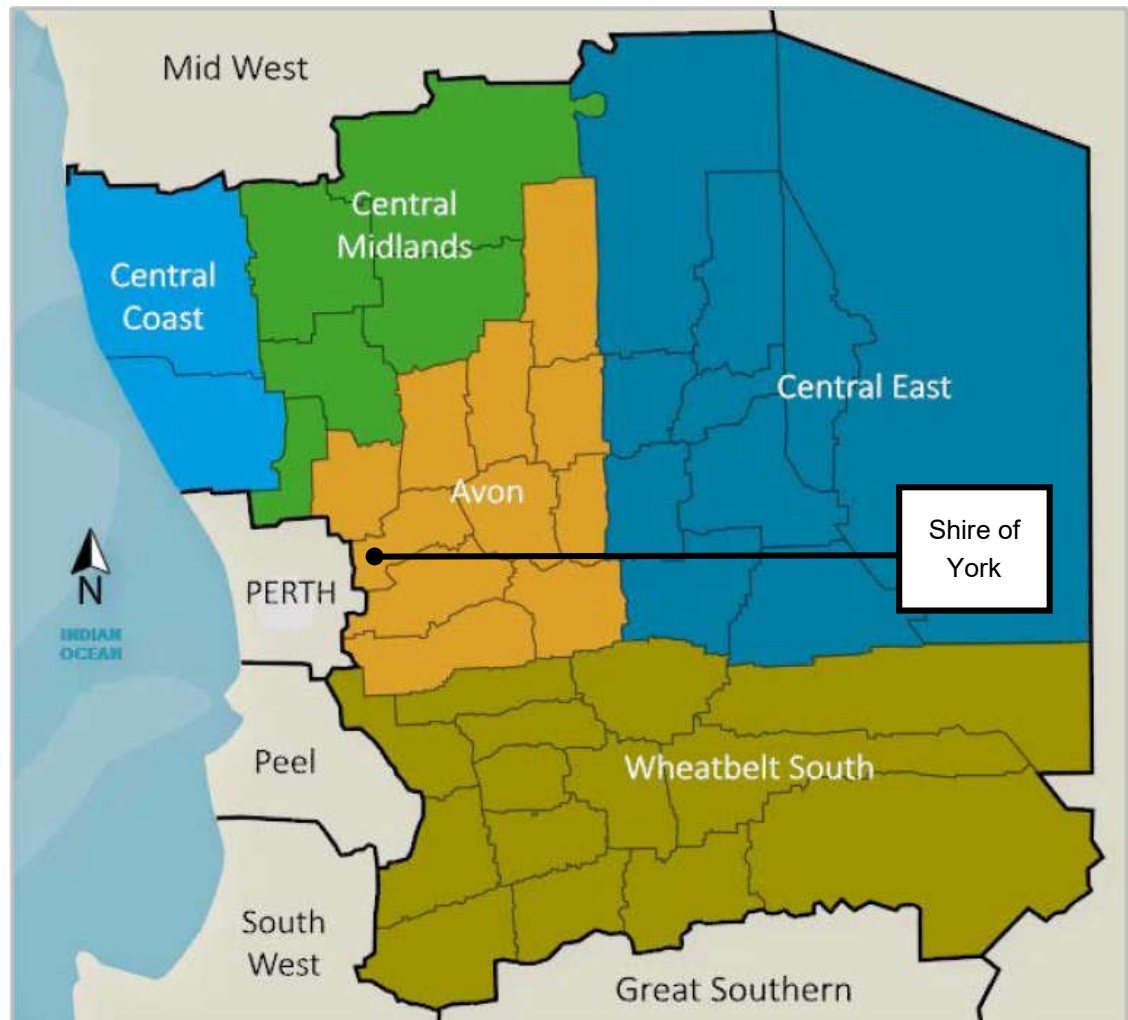 Mid West
Central
Midlands
Central
Coast
Central East
Avon
Shire of
York
N
PERTH
INDIAN
OCEAN
Peel
Wheatbelt South
South
West
Great Southern